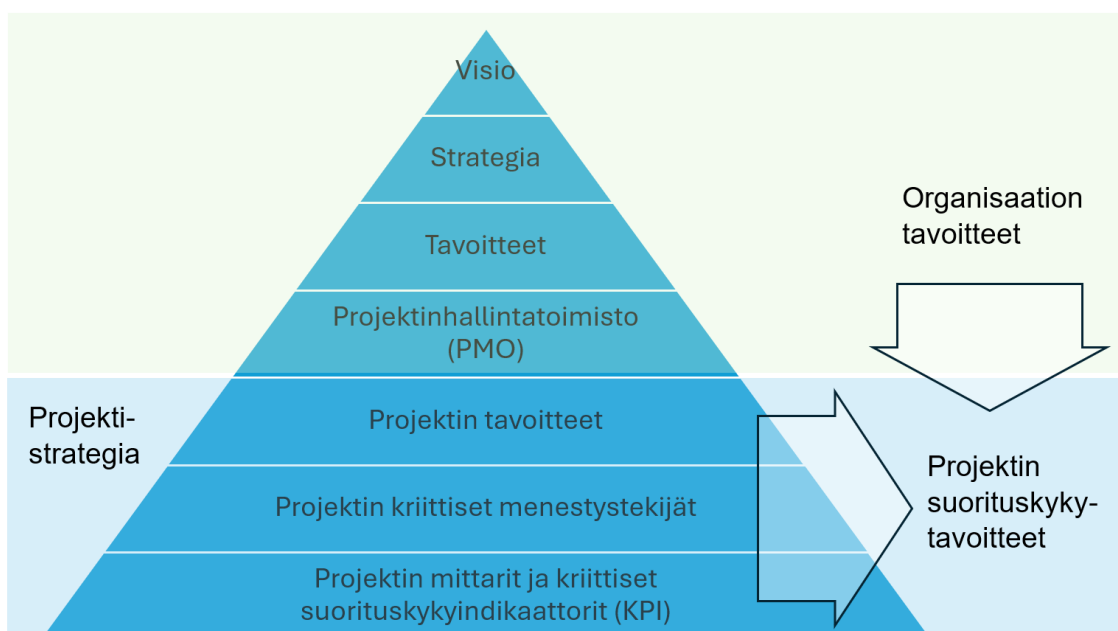 Visio
Strategia
Tavoitteet
Projektinhallintatoimisto
(PMO)
Projektin tavoitteet
Projektin kriittiset menestystekijät
Projektin mittarit ja kriittiset
suorituskykyindikaattorit (KPI)
Projekti-
strategia
Organisaation
tavoitteet
Projektin
suorituskyky-
tavoitteet